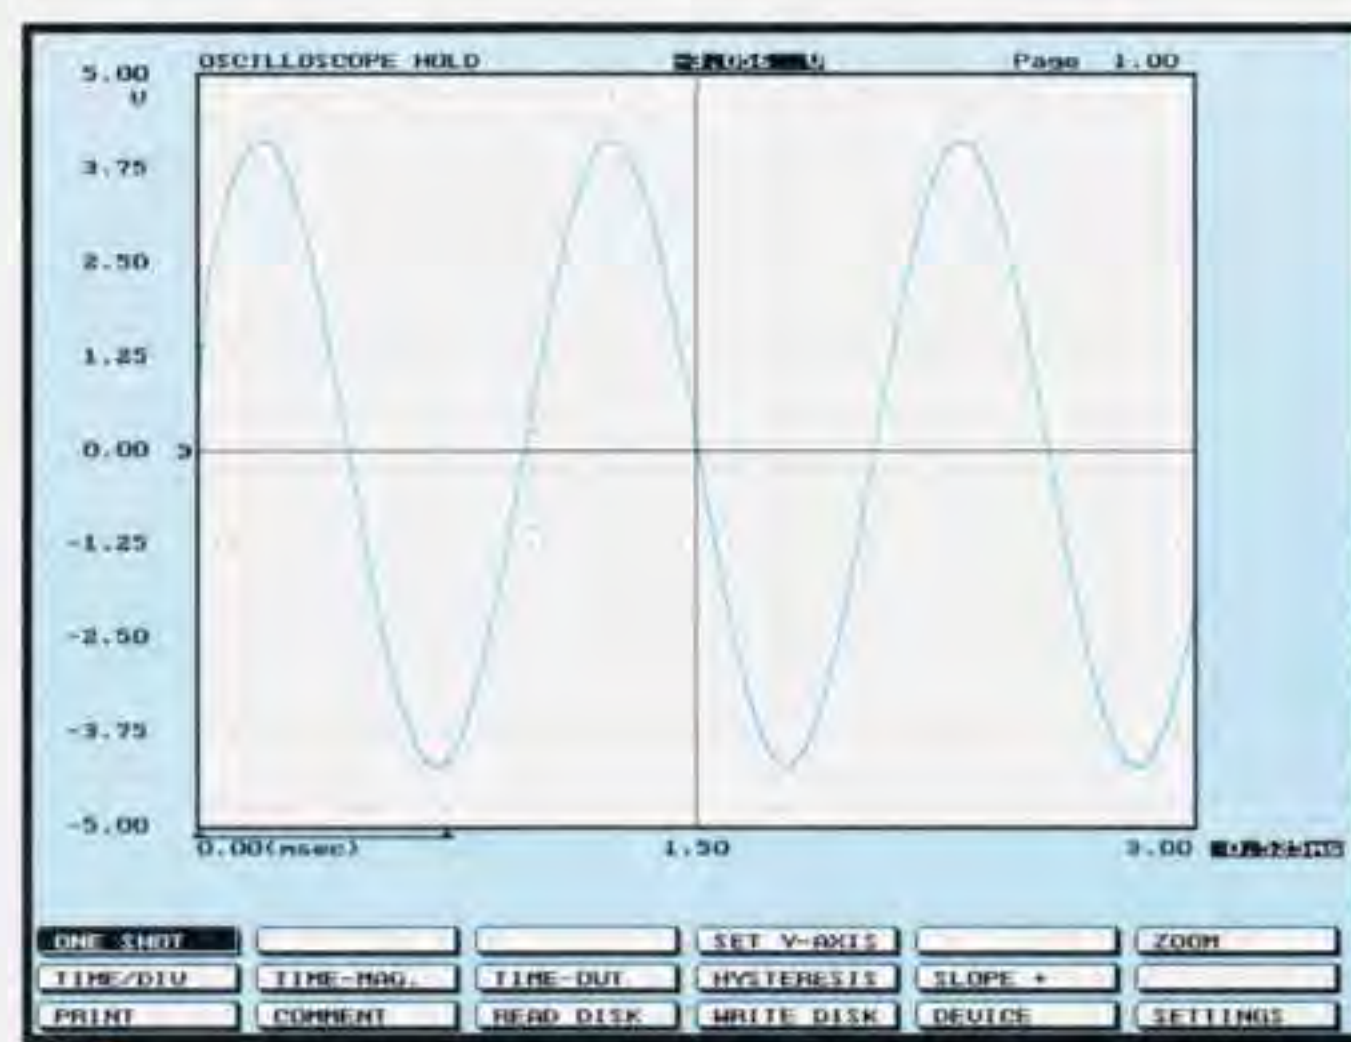 OSCILLOSCOPE HOLD Page 1.00
5.00
V
3.75
2.50
1.25
0.00
-1.25
-2.50
-3.75
-5.00
0.00(msec) 1.50 3.00
ONE SHOT SET V-AXIS ZOOM
TIME/DIV TIME-MAG. TIME-OUT HYSTERESIS SLOPE +
PRINT COMMENT READ DISK WRITE DISK DEVICE SETTINGS